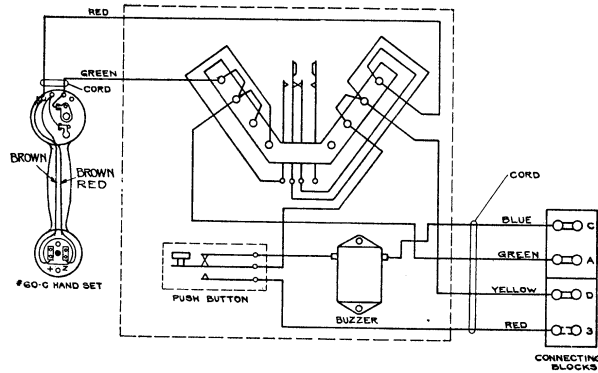 RED
GREEN
CORD
BROWN
BROWN
RED
+ Z
#60-C HAND SET
PUSH BUTTON
BUZZER
CORD
BLUE
C
GREEN
A
YELLOW
D
RED
3
CONNECTING
BLOCKS